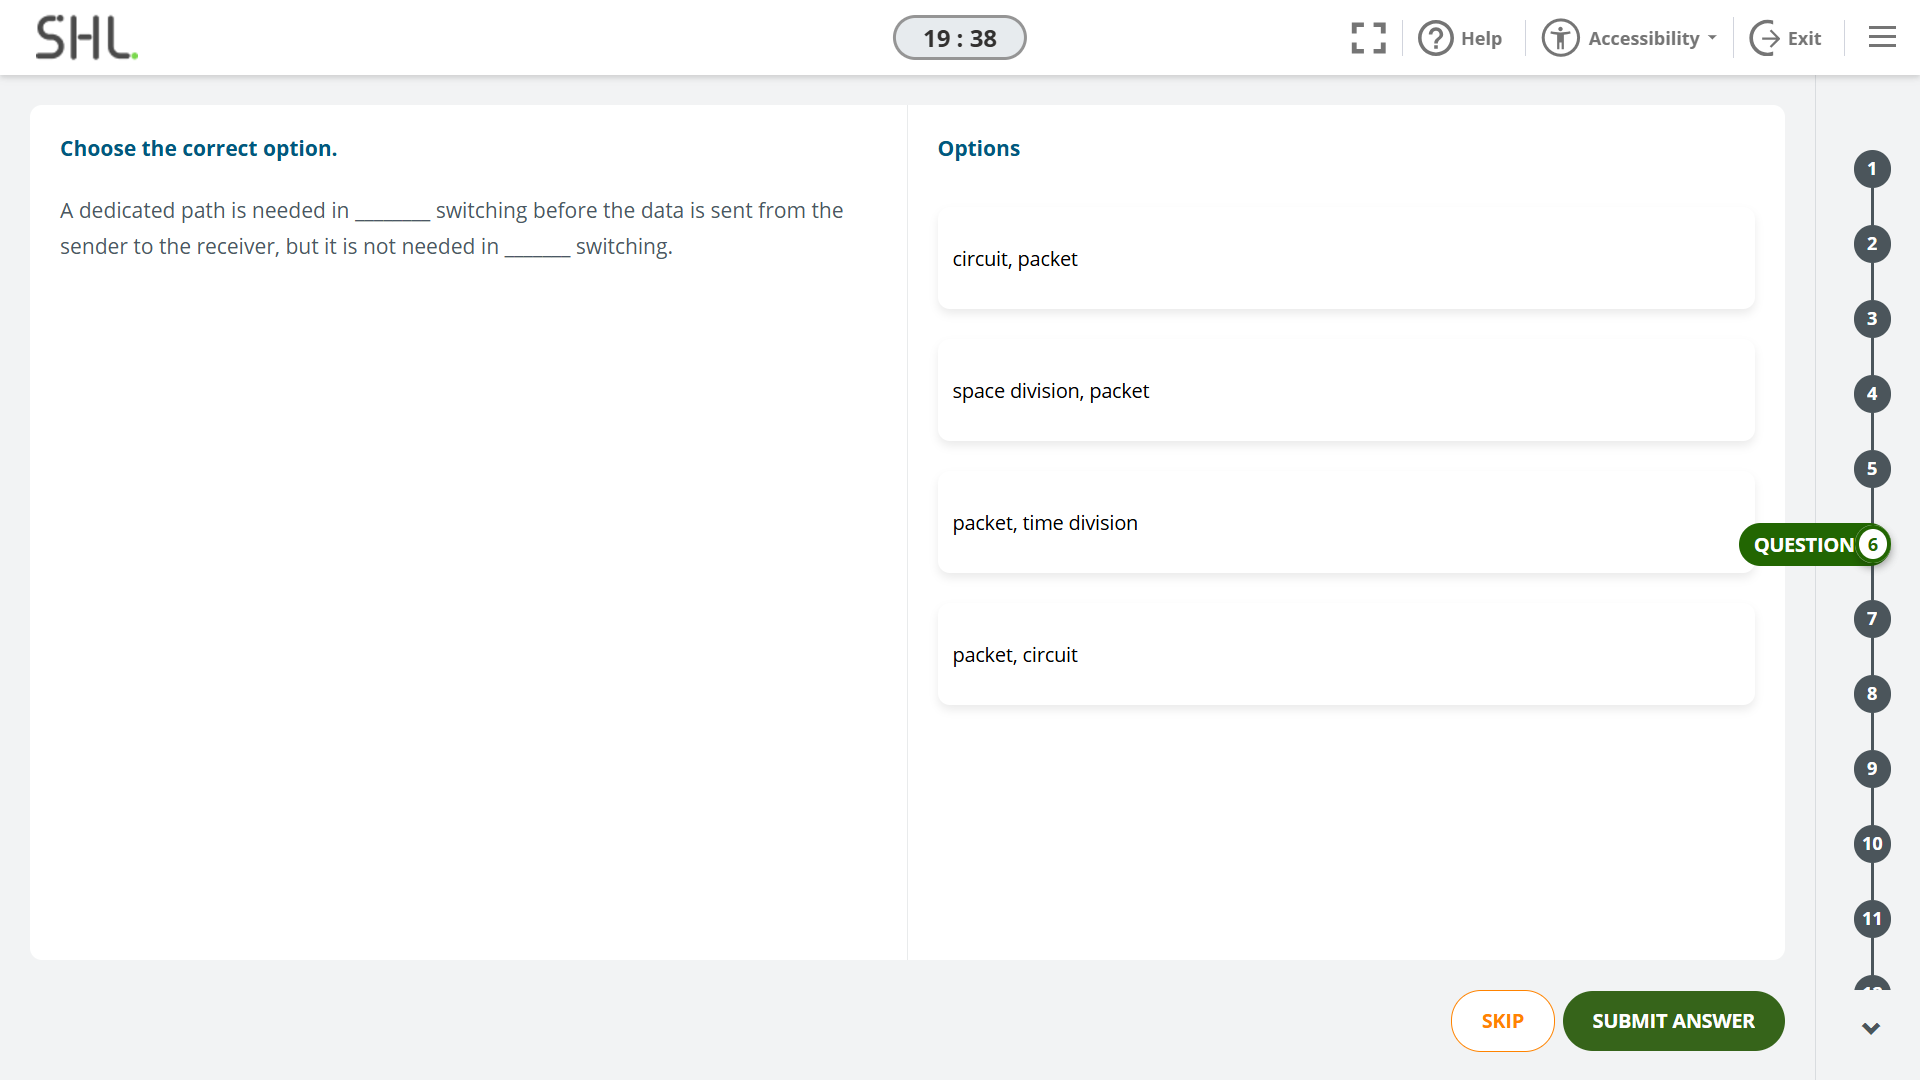 SHL.
19 : 38
Help
Accessibility
Exit
Choose the correct option.
A dedicated path is needed in ________ switching before the data is sent from the
sender to the receiver, but it is not needed in _______ switching.
Options
circuit, packet
space division, packet
packet, time division
packet, circuit
1
2
3
4
5
QUESTION 6
7
8
9
10
11
SKIP
SUBMIT ANSWER